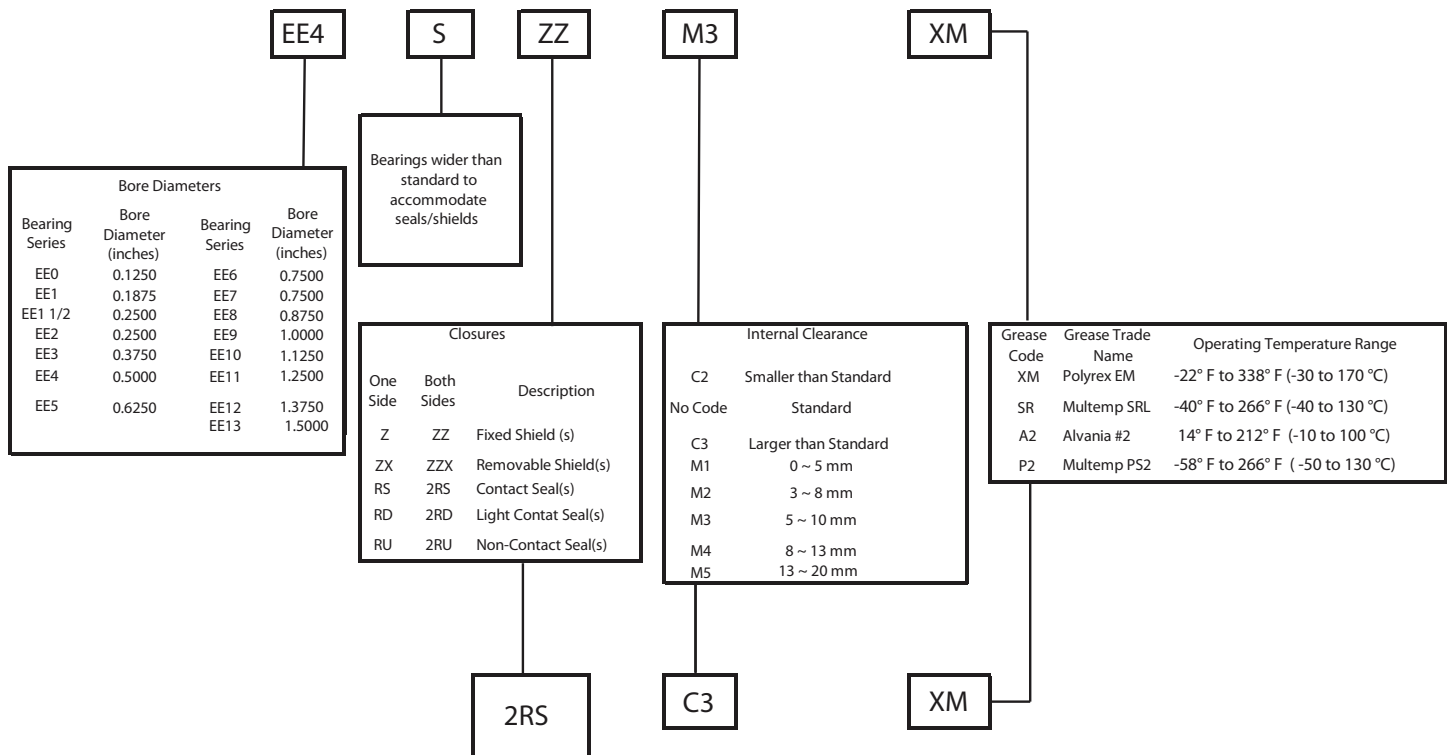 EE4 S ZZ M3 XM
Bearings wider than
standard to
accommodate
seals/shields
Bore Diameters
Bearing Series Bore Diameter (inches) Bearing Series Bore Diameter (inches)
EE0 0.1250 EE6 0.7500
EE1 0.1875 EE7 0.7500
EE1 1/2 0.2500 EE8 0.8750
EE2 0.2500 EE9 1.0000
EE3 0.3750 EE10 1.1250
EE4 0.5000 EE11 1.2500
EE5 0.6250 EE12 1.3750
EE13 1.5000
Closures
One Side Both Sides Description
Z ZZ Fixed Shield (s)
ZX ZZX Removable Shield(s)
RS 2RS Contact Seal(s)
RD 2RD Light Contat Seal(s)
RU 2RU Non-Contact Seal(s)
Internal Clearance
C2 Smaller than Standard
No Code Standard
C3 Larger than Standard
M1 0 ~ 5 mm
M2 3 ~ 8 mm
M3 5 ~ 10 mm
M4 8 ~ 13 mm
M5 13 ~ 20 mm
Grease Code Grease Trade Name Operating Temperature Range
XM Polyrex EM -22° F to 338° F (-30 to 170 °C)
SR Multemp SRL -40° F to 266° F (-40 to 130 °C)
A2 Alvania #2 14° F to 212° F (-10 to 100 °C)
P2 Multemp PS2 -58° F to 266° F ( -50 to 130 °C)
2RS C3 XM